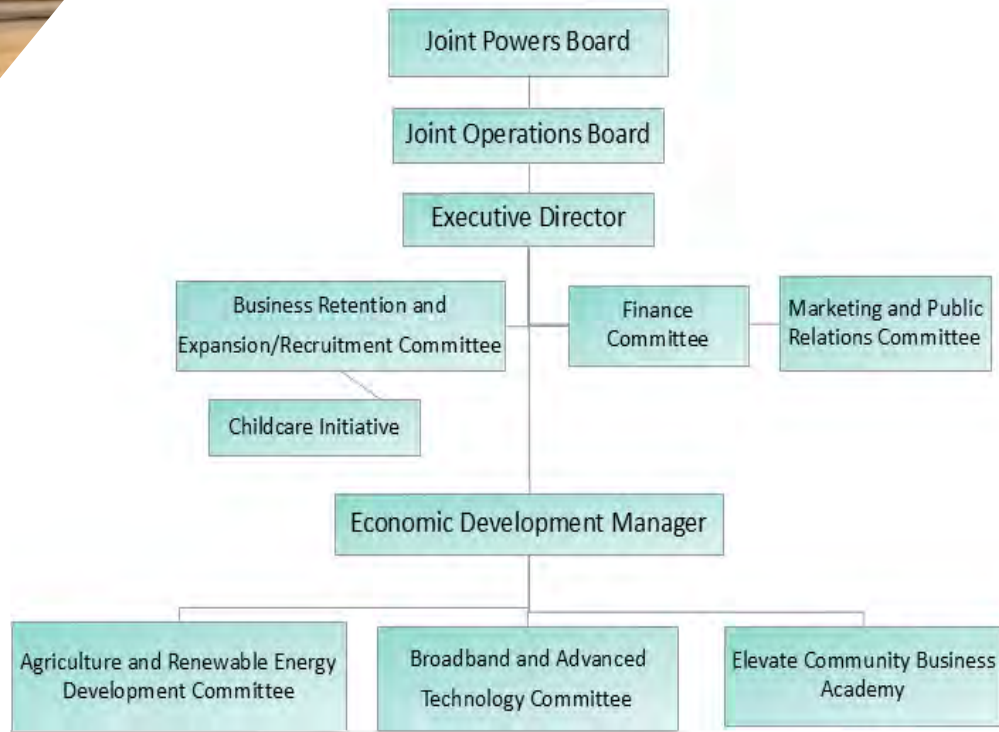 Joint Powers Board
Joint Operations Board
Executive Director
Business Retention and
Expansion/Recruitment Committee
Finance
Committee
Marketing and Public
Relations Committee
Childcare Initiative
Economic Development Manager
Agriculture and Renewable Energy
Development Committee
Broadband and Advanced
Technology Committee
Elevate Community Business
Academy